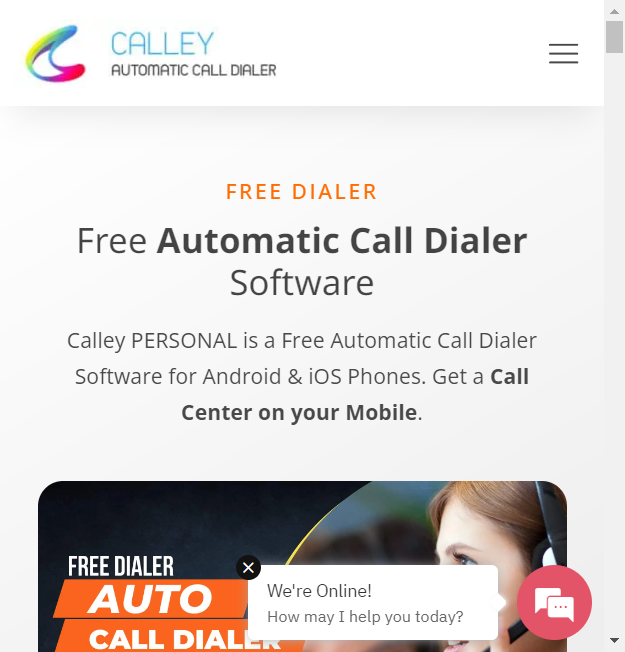 CALLEY
AUTOMATIC CALL DIALER
FREE DIALER
Free Automatic Call Dialer
Software
Calley PERSONAL is a Free Automatic Call Dialer
Software for Android & iOS Phones. Get a Call
Center on your Mobile.
FREE DIALER
AUTO
CALL DIALER
We're Online!
How may I help you today?